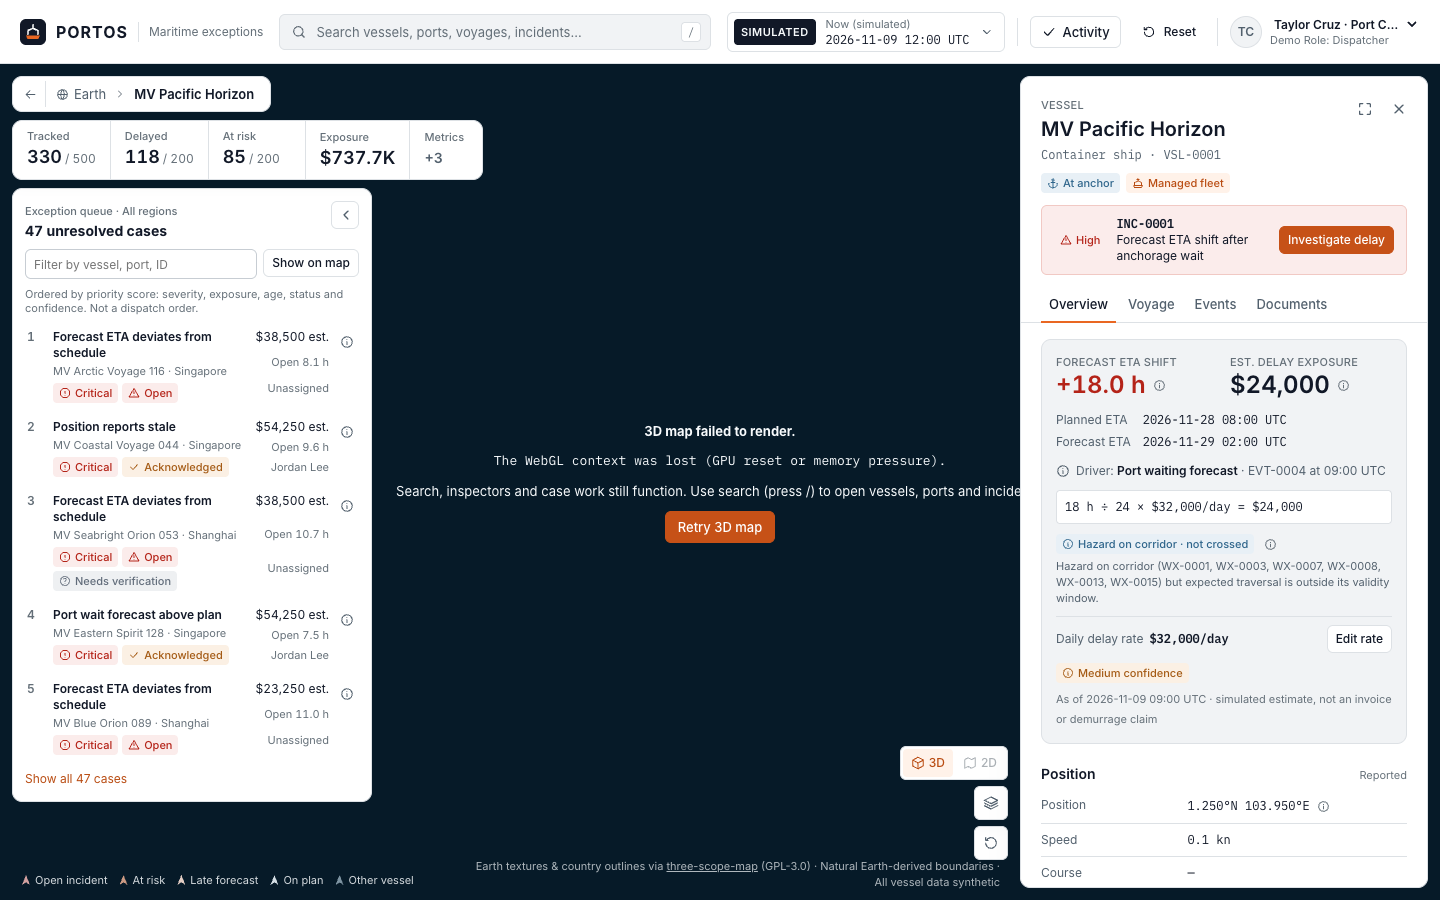 PORTOS
Maritime exceptions
Search vessels, ports, voyages, incidents...
/
SIMULATED
Now (simulated)
2026-11-09 12:00 UTC
Activity
Reset
TC
Taylor Cruz · Port C...
Demo Role: Dispatcher
Earth
MV Pacific Horizon
Tracked
330 / 500
Delayed
118 / 200
At risk
85 / 200
Exposure
$737.7K
Metrics
+3
Exception queue · All regions
47 unresolved cases
Filter by vessel, port, ID
Show on map
Ordered by priority score: severity, exposure, age, status and
confidence. Not a dispatch order.
1
Forecast ETA deviates from
schedule
MV Arctic Voyage 116 · Singapore
Critical
Open
$38,500 est.
Open 8.1 h
Unassigned
2
Position reports stale
MV Coastal Voyage 044 · Singapore
Critical
Acknowledged
$54,250 est.
Open 9.6 h
Jordan Lee
3
Forecast ETA deviates from
schedule
MV Seabright Orion 053 · Shanghai
Critical
Open
Needs verification
$38,500 est.
Open 10.7 h
Unassigned
4
Port wait forecast above plan
MV Eastern Spirit 128 · Singapore
Critical
Acknowledged
$54,250 est.
Open 7.5 h
Jordan Lee
5
Forecast ETA deviates from
schedule
MV Blue Orion 089 · Shanghai
Critical
Open
$23,250 est.
Open 11.0 h
Unassigned
Show all 47 cases
3D map failed to render.
The WebGL context was lost (GPU reset or memory pressure).
Search, inspectors and case work still function. Use search (press /) to open vessels, ports and incide
Retry 3D map
3D
2D
Open incident
At risk
Late forecast
On plan
Other vessel
Earth textures & country outlines via three-scope-map (GPL-3.0) · Natural Earth-derived boundaries ·
All vessel data synthetic
VESSEL
MV Pacific Horizon
Container ship · VSL-0001
At anchor
Managed fleet
High
INC-0001
Forecast ETA shift after
anchorage wait
Investigate delay
Overview
Voyage
Events
Documents
FORECAST ETA SHIFT
+18.0 h
EST. DELAY EXPOSURE
$24,000
Planned ETA 2026-11-28 08:00 UTC
Forecast ETA 2026-11-29 02:00 UTC
Driver: Port waiting forecast · EVT-0004 at 09:00 UTC
18 h ÷ 24 × $32,000/day = $24,000
Hazard on corridor · not crossed
Hazard on corridor (WX-0001, WX-0003, WX-0007, WX-0008,
WX-0013, WX-0015) but expected traversal is outside its validity
window.
Daily delay rate $32,000/day
Edit rate
Medium confidence
As of 2026-11-09 09:00 UTC · simulated estimate, not an invoice
or demurrage claim
Position
Reported
Position 1.250°N 103.950°E
Speed 0.1 kn
Course —